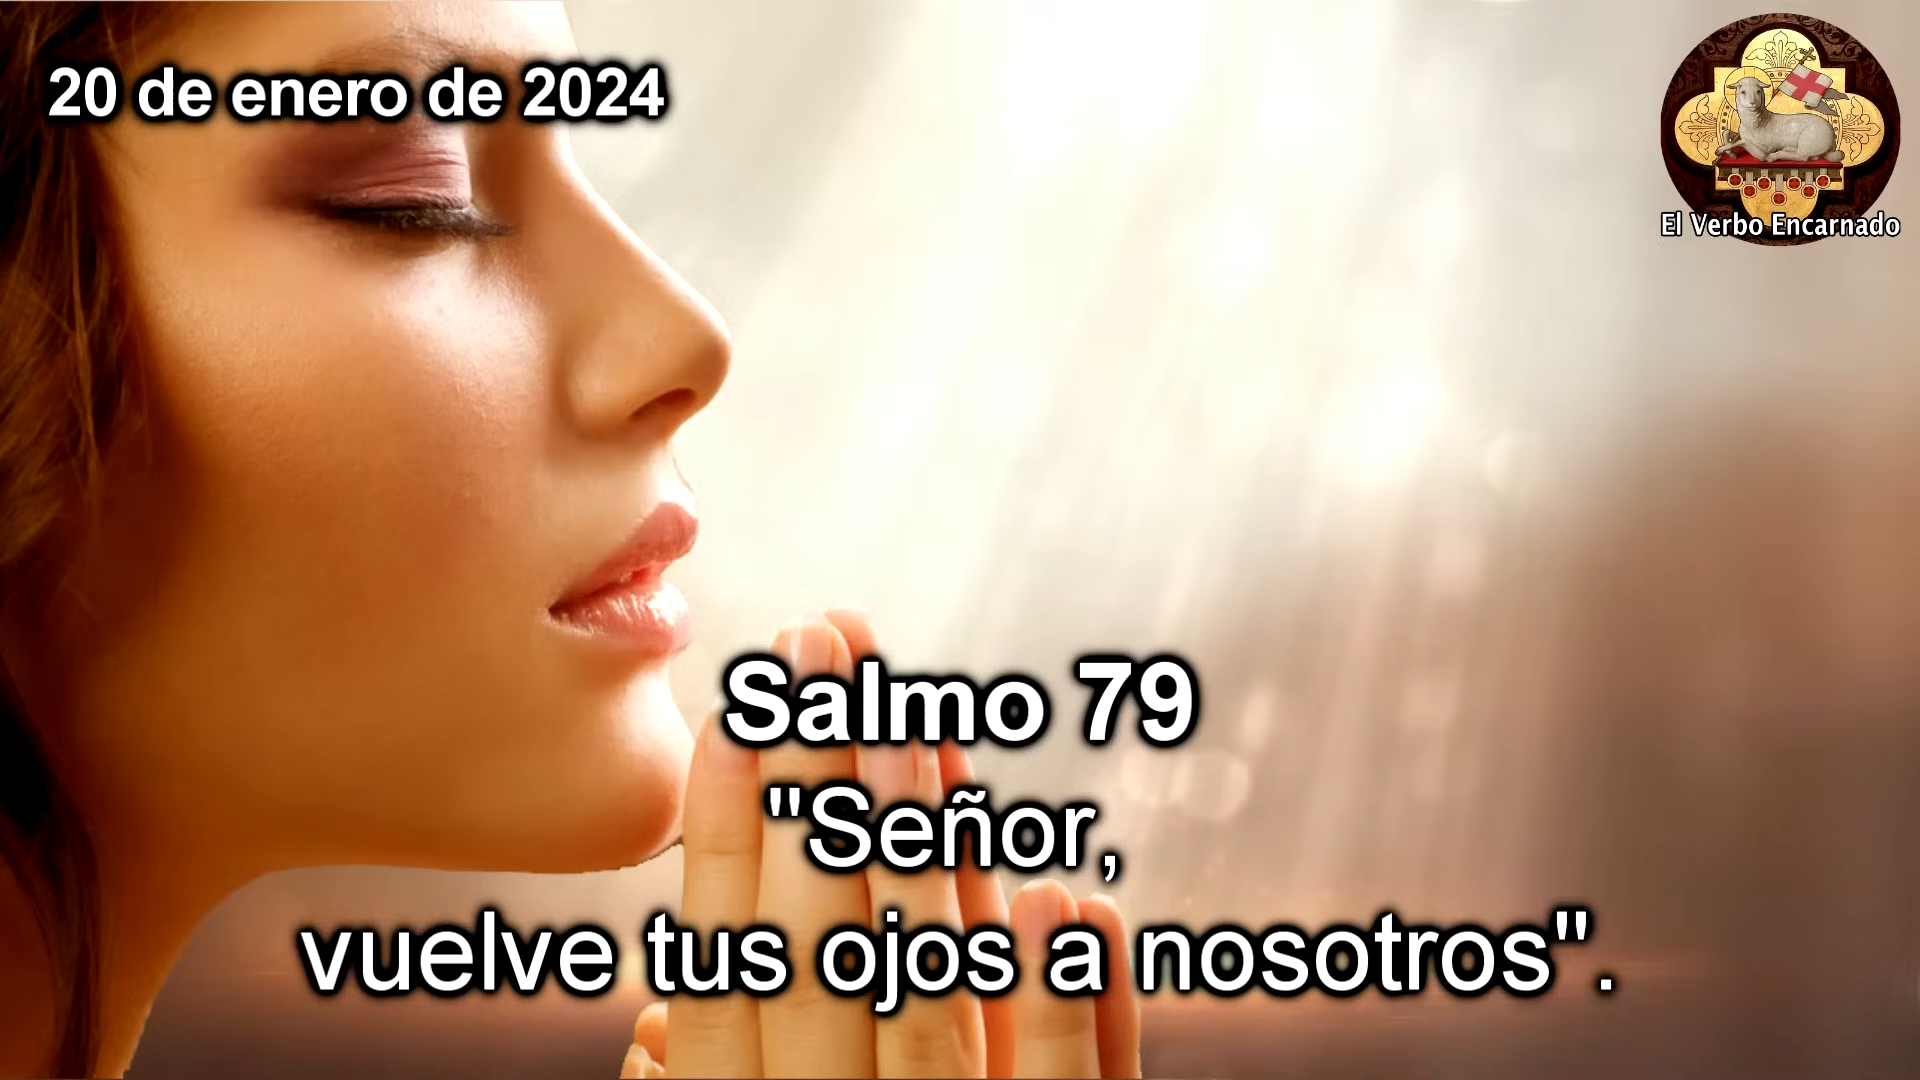 20 de enero de 2024
El Verbo Encarnado
Salmo 79
"Señor,
vuelve tus ojos a nosotros".